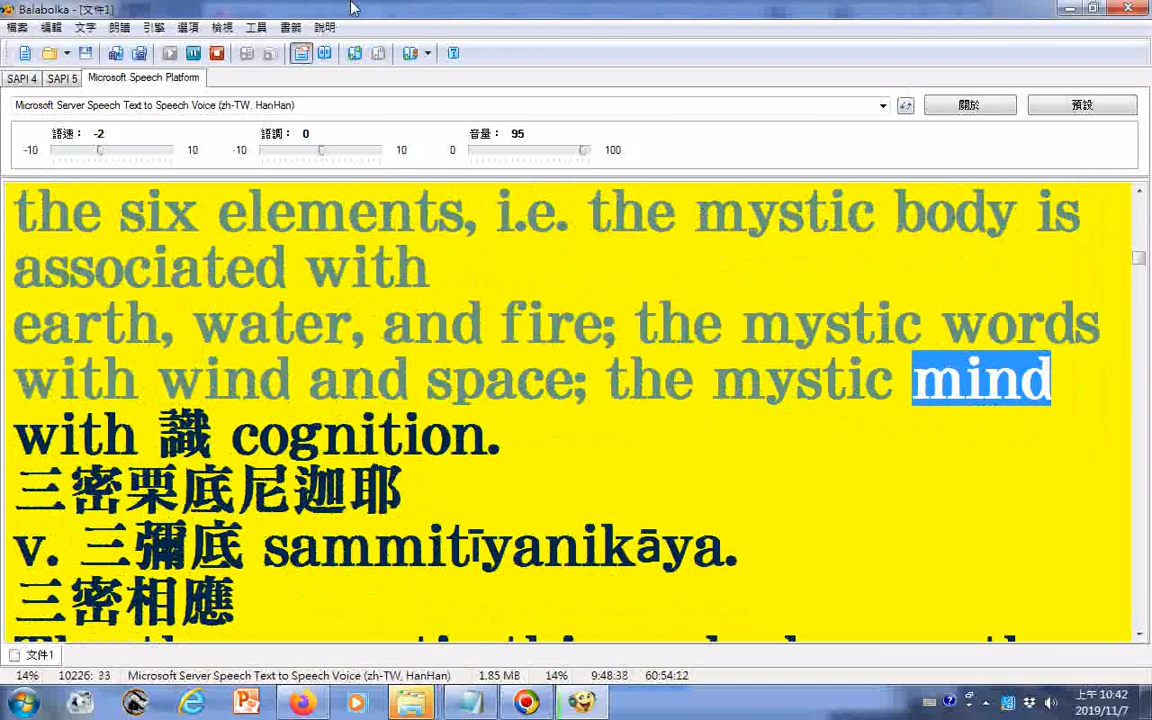 Balabolka - [文件1]
檔案 編輯 文字 朗讀 引擎 選項 檢視 工具 書籤 說明
SAPI 4 SAPI 5 Microsoft Speech Platform
Microsoft Server Speech Text to Speech Voice (zh-TW, HanHan) 關於 預設
語速： -2 語調： 0 音量： 95
-10 10 -10 10 0 100
the six elements, i.e. the mystic body is
associated with
earth, water, and fire; the mystic words
with wind and space; the mystic mind
with 識 cognition.
三密栗底尼迦耶
v. 三彌底 sammitīyanikāya.
三密相應
文件1
14% 10226: 33 Microsoft Server Speech Text to Speech Voice (zh-TW, HanHan) 1.85 MB 14% 9:48:38 60:54:12
上午 10:42
2019/11/7